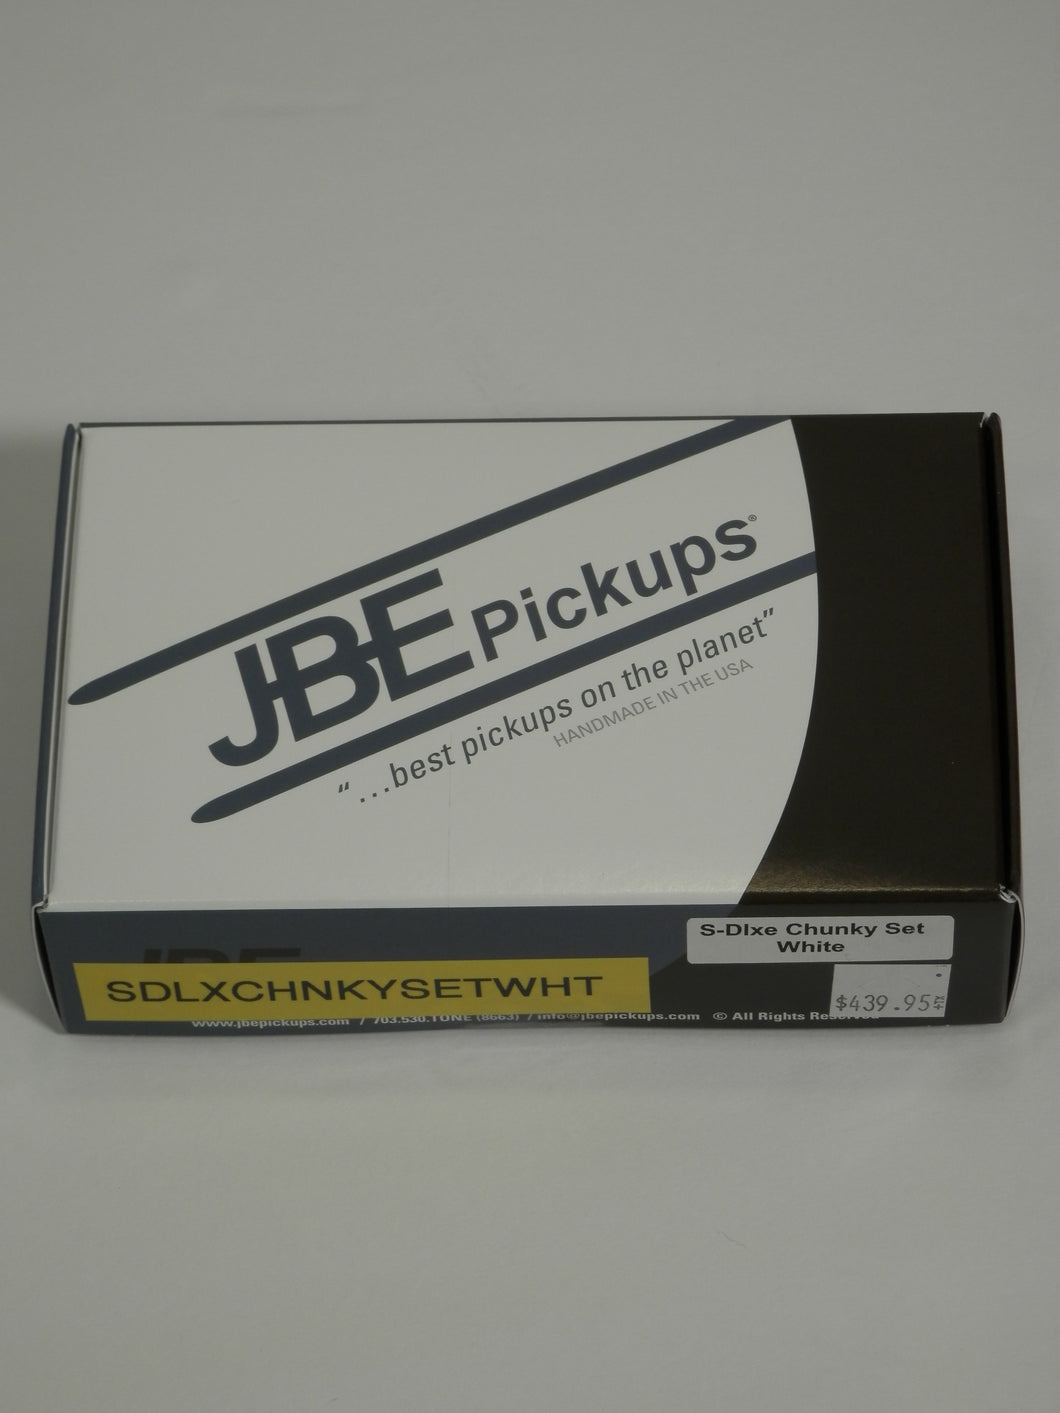 JBE Pickups®
"...best pickups on the planet"
HANDMADE IN THE USA
S-Dlxe Chunky Set
White
JBE
SDLXCHNKYSETWHT
$439.95
www.jbepickups.com / 703.530.TONE (8663) / info@jbepickups.com © All Rights Reserved